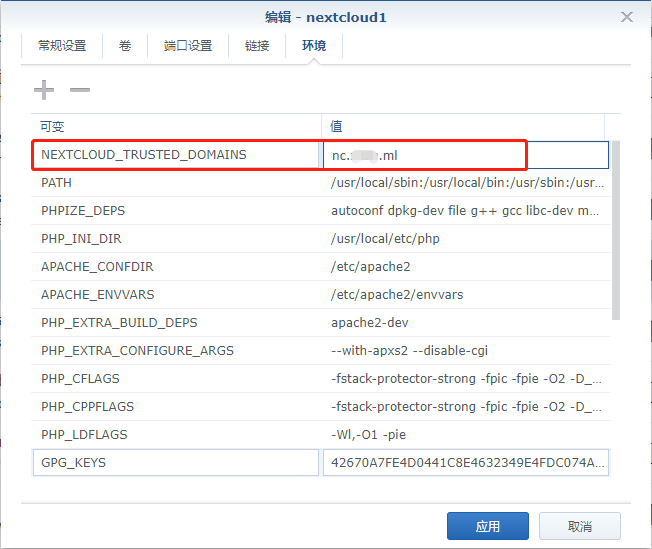 编辑 - nextcloud1
常规设置 卷 端口设置 链接 环境
可变 值
NEXTCLOUD_TRUSTED_DOMAINS nc. .ml
PATH /usr/local/sbin:/usr/local/bin:/usr/sbin:/usr...
PHPIZE_DEPS autoconf dpkg-dev file g++ gcc libc-dev m...
PHP_INI_DIR /usr/local/etc/php
APACHE_CONFDIR /etc/apache2
APACHE_ENVVARS /etc/apache2/envvars
PHP_EXTRA_BUILD_DEPS apache2-dev
PHP_EXTRA_CONFIGURE_ARGS --with-apxs2 --disable-cgi
PHP_CFLAGS -fstack-protector-strong -fpic -fpie -O2 -D_...
PHP_CPPFLAGS -fstack-protector-strong -fpic -fpie -O2 -D_...
PHP_LDFLAGS -Wl,-O1 -pie
GPG_KEYS 42670A7FE4D0441C8E4632349E4FDC074A...
应用 取消